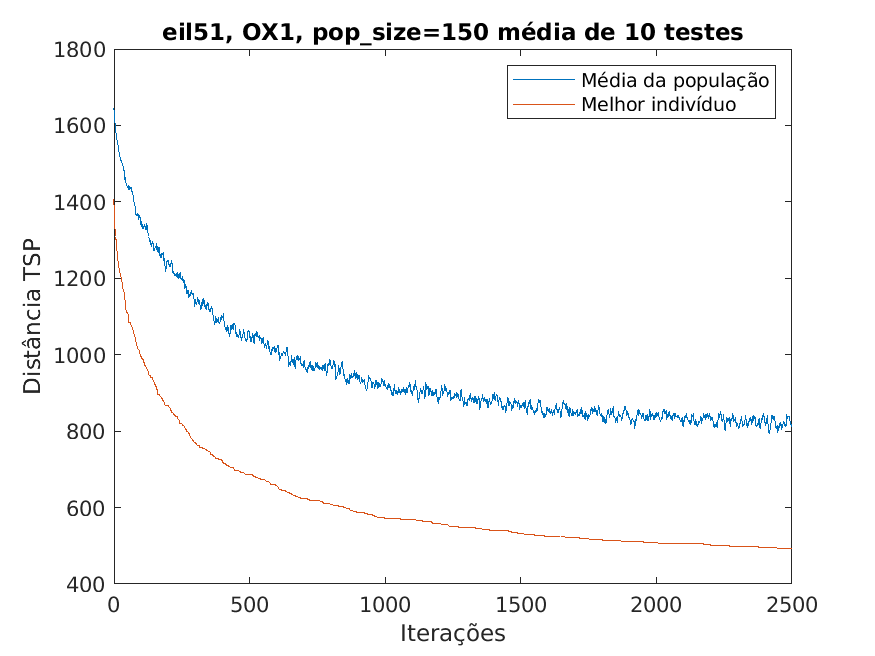 eil51, OX1, pop_size=150 média de 10 testes
Média da população
Melhor indivíduo
Distância TSP
1800
1600
1400
1200
1000
800
600
400
0
500
1000
1500
2000
2500
Iterações